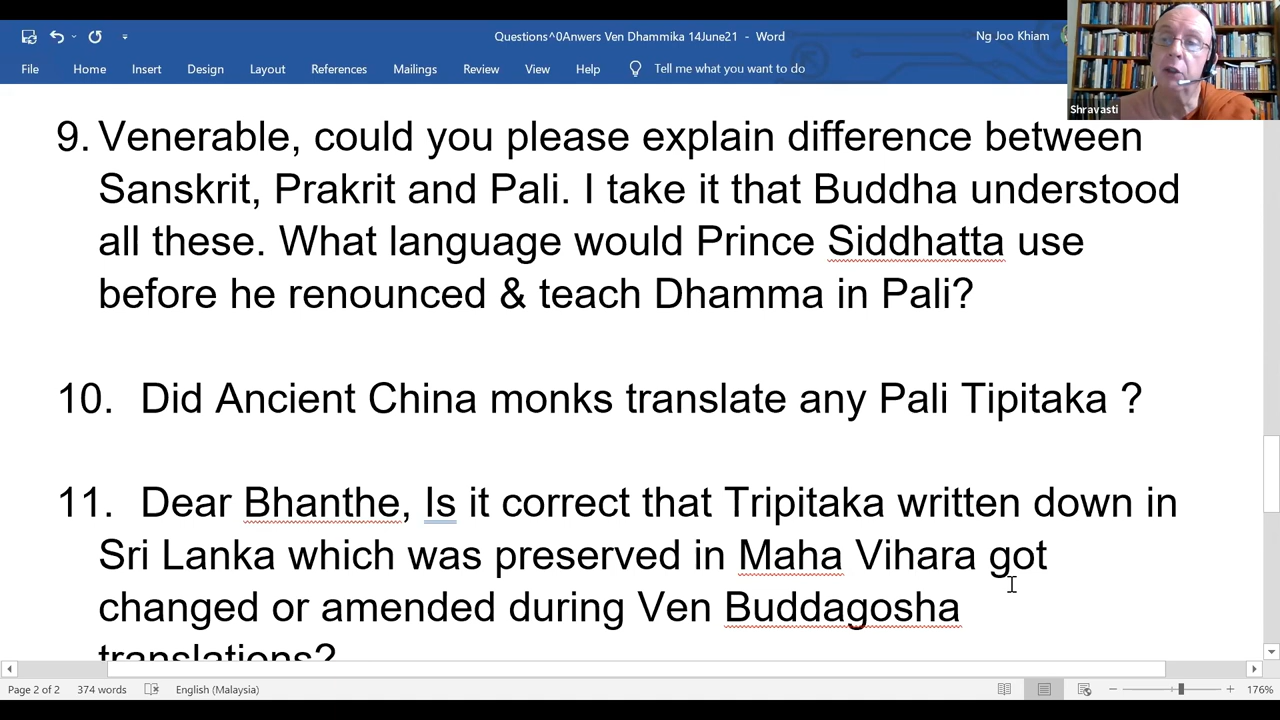 Questions^0Anwers Ven Dhammika 14June21 - Word
Ng Joo Khiam
File Home Insert Design Layout References Mailings Review View Help Tell me what you want to do
Shravasti
9. Venerable, could you please explain difference between
Sanskrit, Prakrit and Pali. I take it that Buddha understood
all these. What language would Prince Siddhatta use
before he renounced & teach Dhamma in Pali?
10. Did Ancient China monks translate any Pali Tipitaka ?
11. Dear Bhanthe, Is it correct that Tripitaka written down in
Sri Lanka which was preserved in Maha Vihara got
changed or amended during Ven Buddagosha
translations?
Page 2 of 2 374 words English (Malaysia) 176%